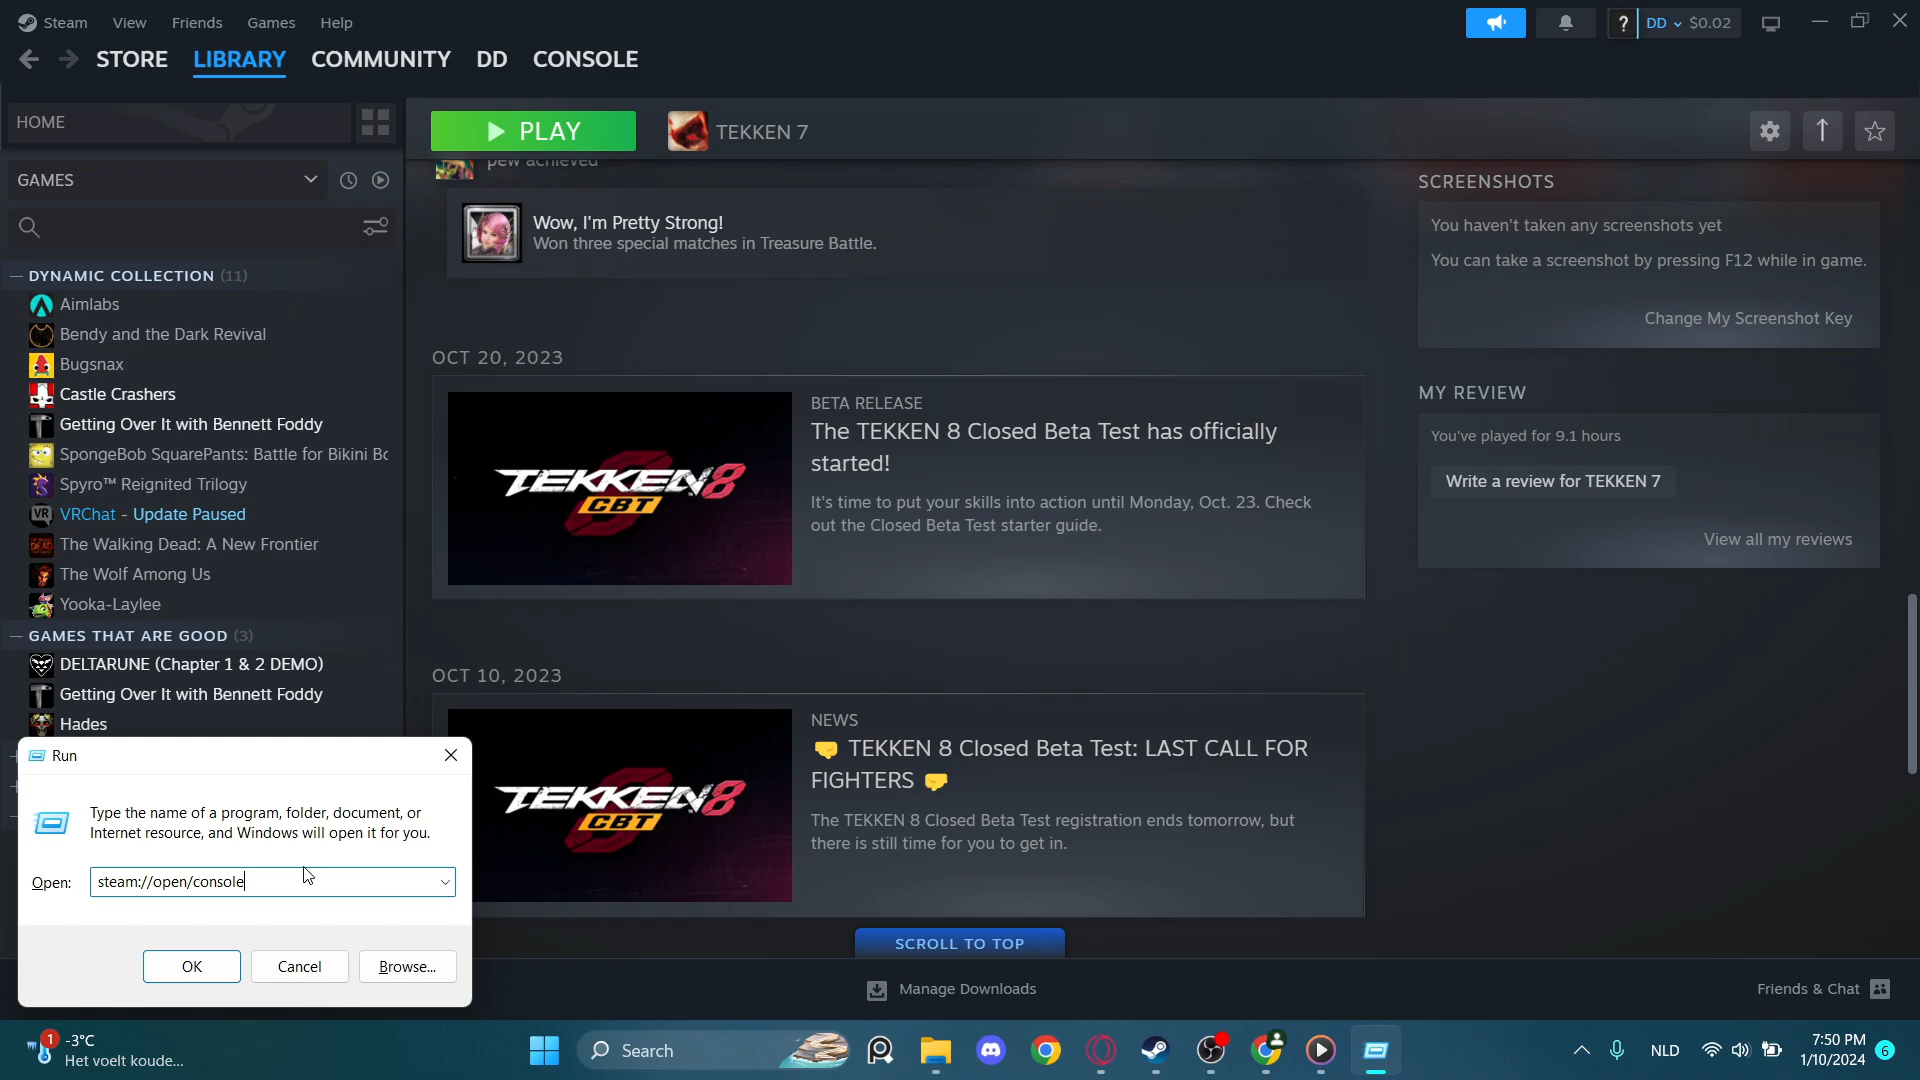 Steam View Friends Games Help
? DD $0.02
STORE LIBRARY COMMUNITY DD CONSOLE
HOME
GAMES
DYNAMIC COLLECTION (11)
Aimlabs
Bendy and the Dark Revival
Bugsnax
Castle Crashers
Getting Over It with Bennett Foddy
SpongeBob SquarePants: Battle for Bikini Bo
Spyro™ Reignited Trilogy
VR VRChat - Update Paused
The Walking Dead: A New Frontier
The Wolf Among Us
Yooka-Laylee
GAMES THAT ARE GOOD (3)
DELTARUNE (Chapter 1 & 2 DEMO)
Getting Over It with Bennett Foddy
Hades
PLAY TEKKEN 7
pew achieved
Wow, I'm Pretty Strong!
Won three special matches in Treasure Battle.
OCT 20, 2023
TEKKEN 8
CBT
BETA RELEASE
The TEKKEN 8 Closed Beta Test has officially
started!
It's time to put your skills into action until Monday, Oct. 23. Check
out the Closed Beta Test starter guide.
OCT 10, 2023
TEKKEN 8
CBT
NEWS
🤜 TEKKEN 8 Closed Beta Test: LAST CALL FOR
FIGHTERS 🤛
The TEKKEN 8 Closed Beta Test registration ends tomorrow, but
there is still time for you to get in.
SCROLL TO TOP
SCREENSHOTS
You haven't taken any screenshots yet
You can take a screenshot by pressing F12 while in game.
Change My Screenshot Key
MY REVIEW
You've played for 9.1 hours
Write a review for TEKKEN 7
View all my reviews
Manage Downloads
Friends & Chat
Run
Type the name of a program, folder, document, or
Internet resource, and Windows will open it for you.
Open: steam://open/console
OK Cancel Browse...
1 -3°C
Het voelt koude...
Search
NLD
7:50 PM
1/10/2024
6